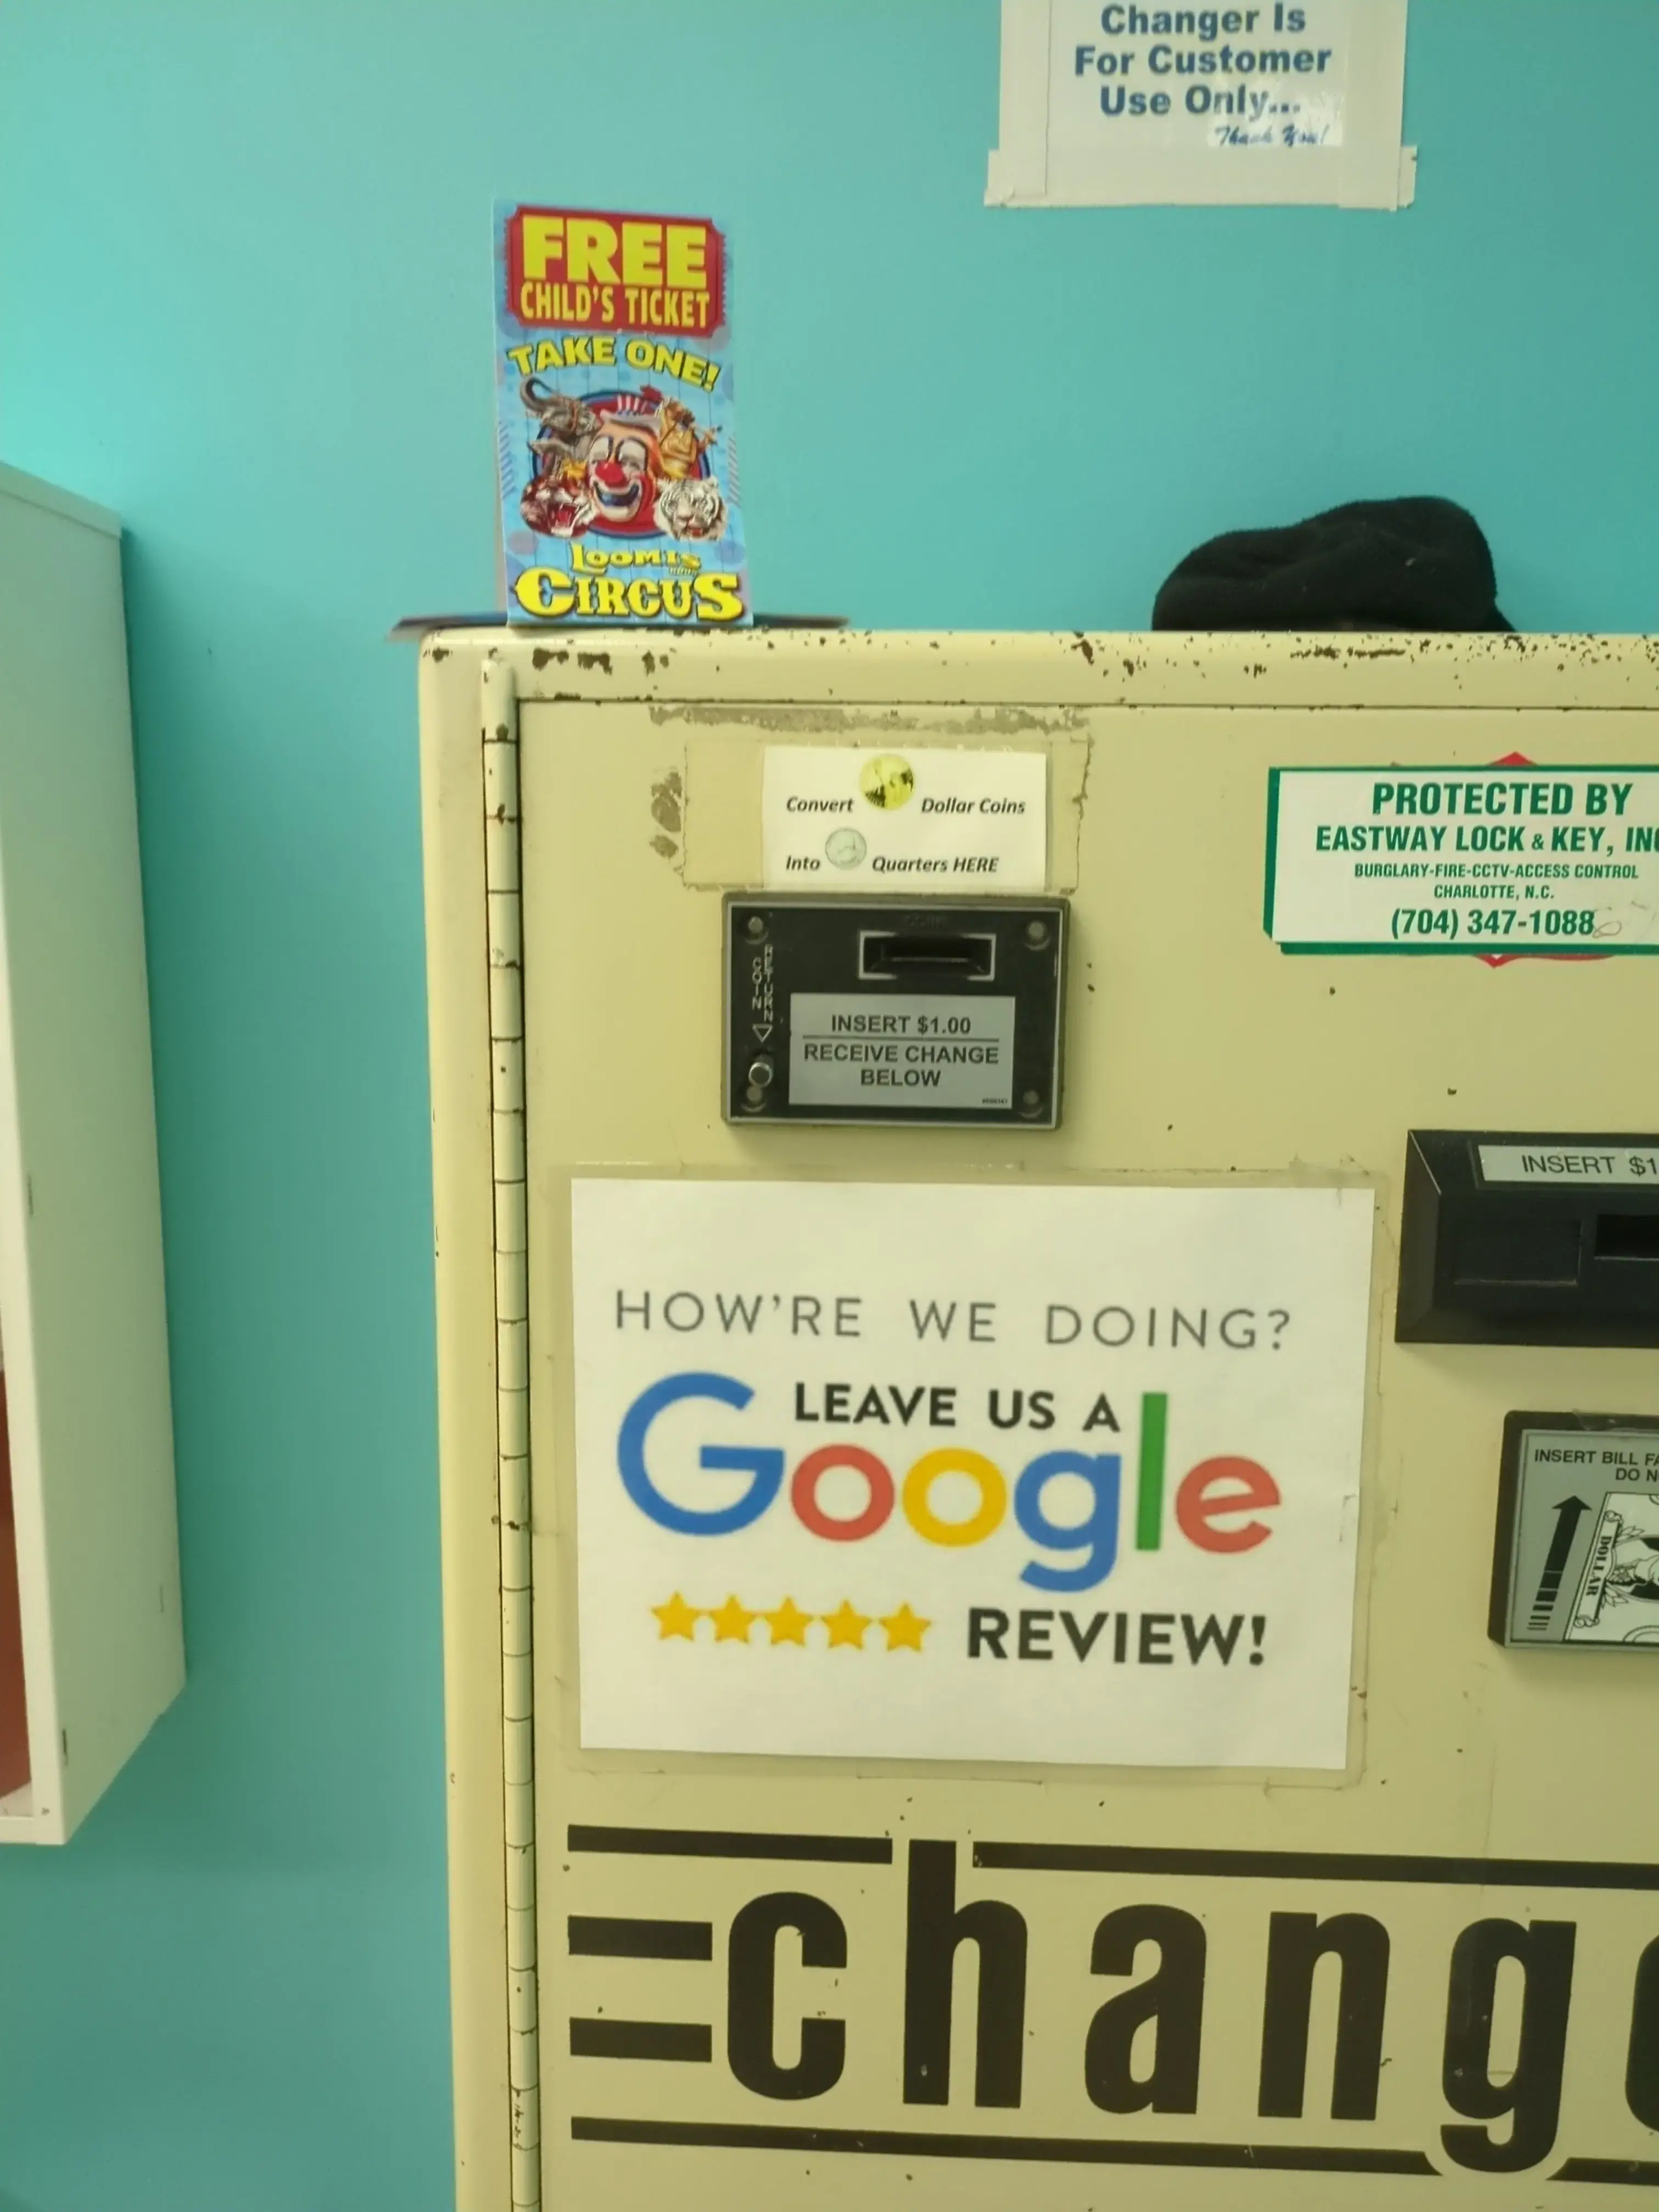 Changer Is
For Customer
Use Only...
Thank You!
FREE
CHILD'S TICKET
TAKE ONE!
LOOMIS
CIRCUS
Convert Dollar Coins
Into Quarters HERE
PROTECTED BY
EASTWAY LOCK & KEY, INC
BURGLARY-FIRE-CCTV-ACCESS CONTROL
CHARLOTTE, N.C.
(704) 347-1088
COIN RETURN
INSERT $1.00
RECEIVE CHANGE
BELOW
INSERT $1
HOW'RE WE DOING?
LEAVE US A
Google
REVIEW!
INSERT BILL FA
DO N
DOLLAR
chang